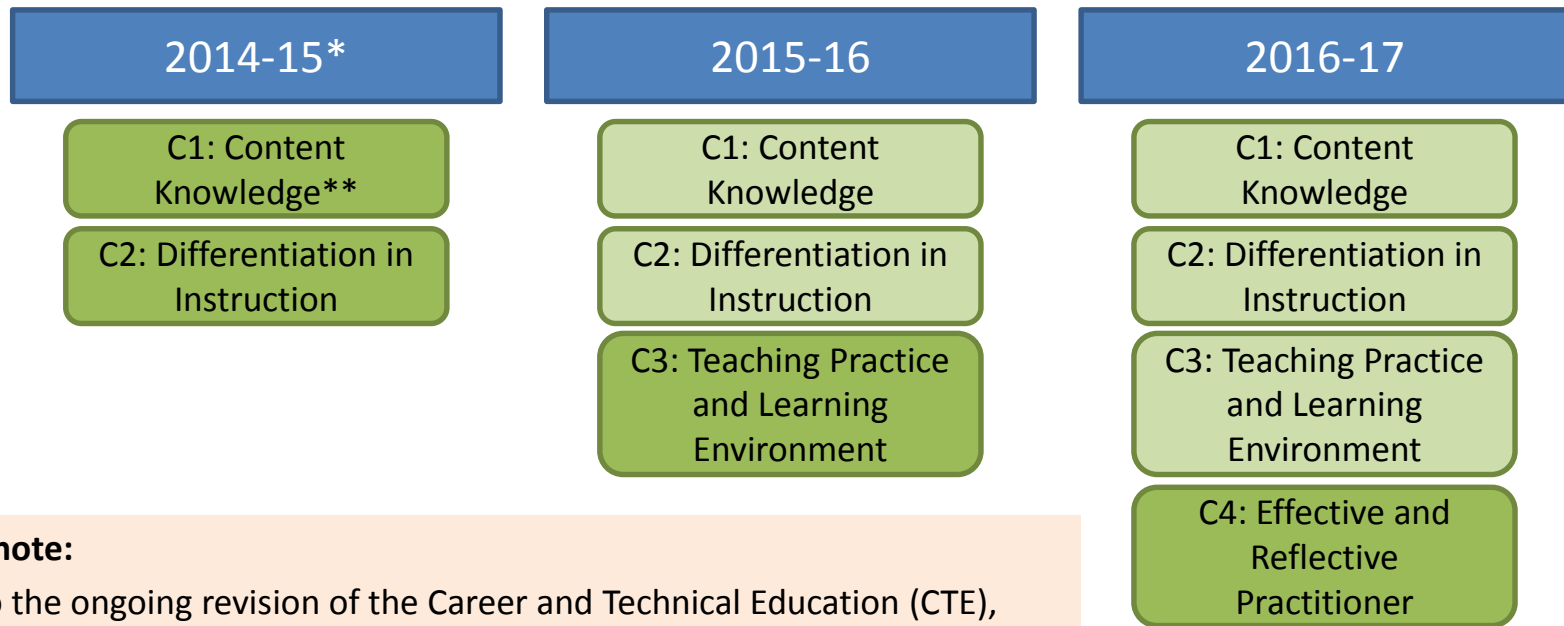 2014-15*
C1: Content
Knowledge**
C2: Differentiation in
Instruction
2015-16
C1: Content
Knowledge
C2: Differentiation in
Instruction
C3: Teaching Practice
and Learning
Environment
2016-17
C1: Content
Knowledge
C2: Differentiation in
Instruction
C3: Teaching Practice
and Learning
Environment
C4: Effective and
Reflective
Practitioner
note:
the ongoing revision of the Career and Technical Education (CTE),